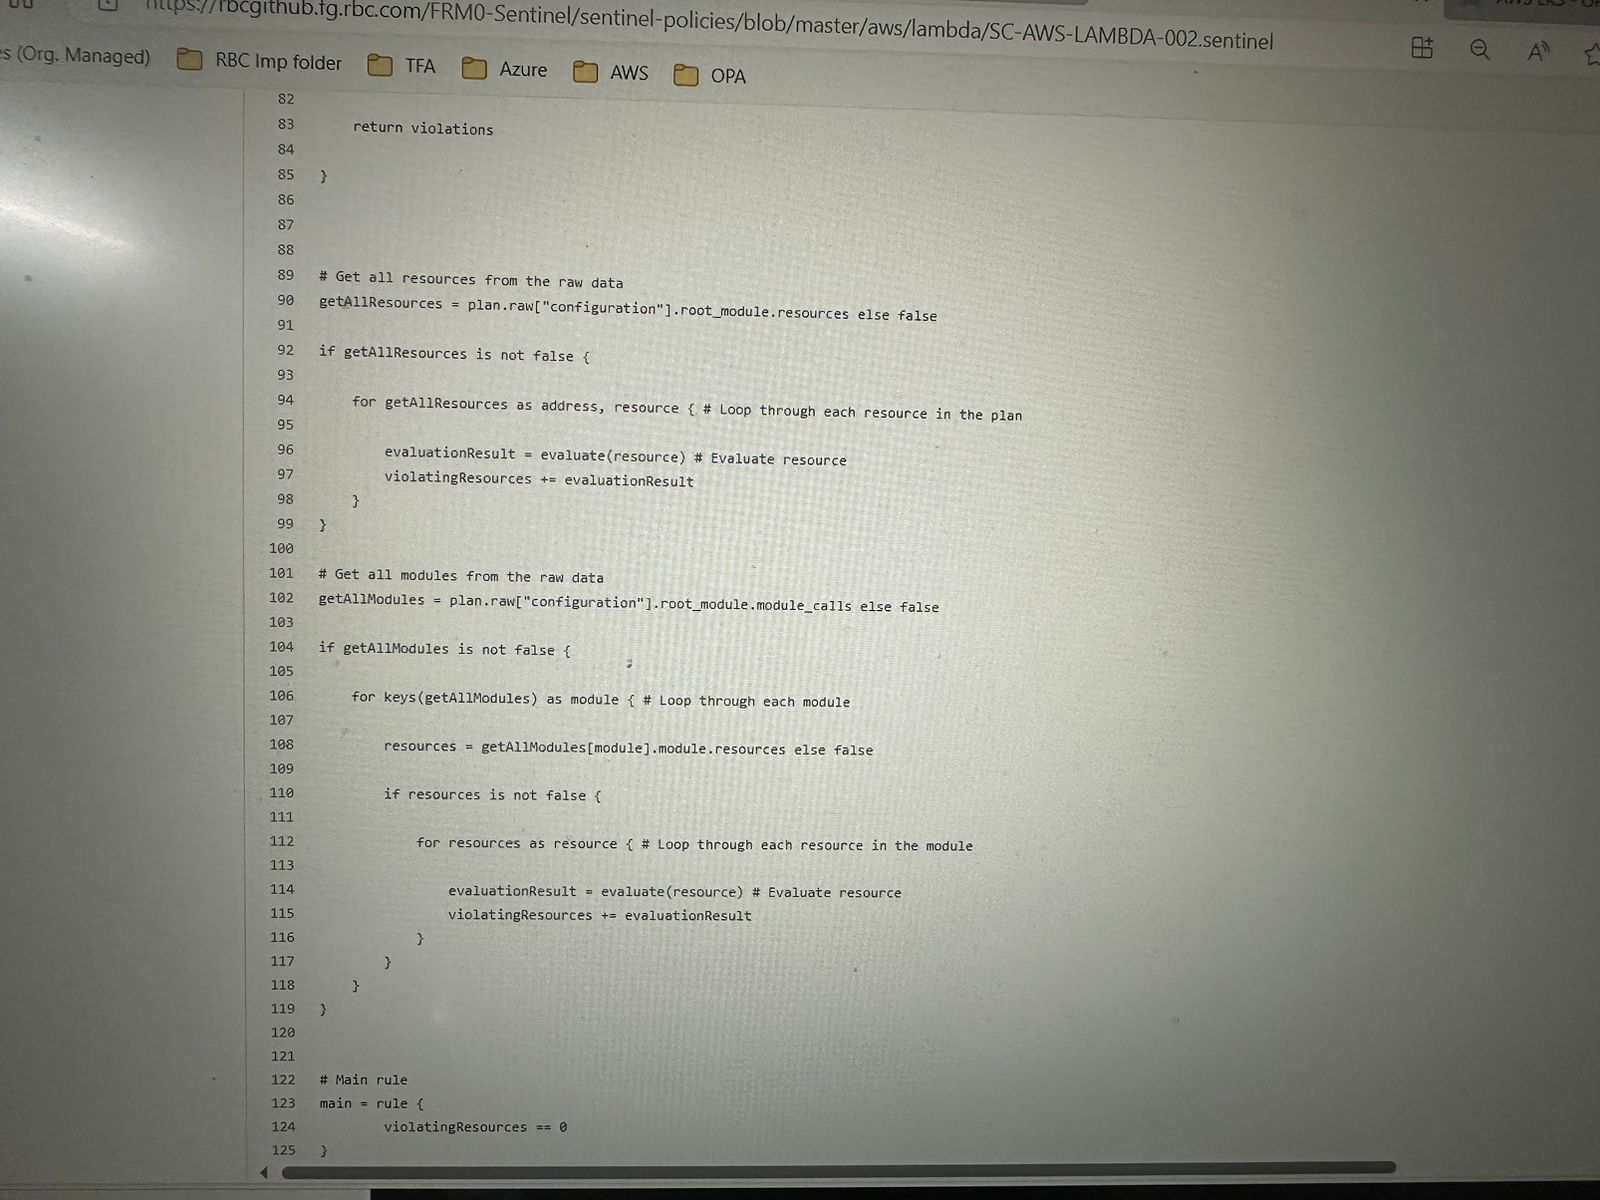 https://rbcgithub.fg.rbc.com/FRM0-Sentinel/sentinel-policies/blob/master/aws/lambda/SC-AWS-LAMBDA-002.sentinel
(Org. Managed) RBC Imp folder TFA Azure AWS OPA
82
83 return violations
84
85 }
86
87
88
89 # Get all resources from the raw data
90 getAllResources = plan.raw["configuration"].root_module.resources else false
91
92 if getAllResources is not false {
93
94 for getAllResources as address, resource { # Loop through each resource in the plan
95
96 evaluationResult = evaluate(resource) # Evaluate resource
97 violatingResources += evaluationResult
98 }
99 }
100
101 # Get all modules from the raw data
102 getAllModules = plan.raw["configuration"].root_module.module_calls else false
103
104 if getAllModules is not false {
105
106 for keys(getAllModules) as module { # Loop through each module
107
108 resources = getAllModules[module].module.resources else false
109
110 if resources is not false {
111
112 for resources as resource { # Loop through each resource in the module
113
114 evaluationResult = evaluate(resource) # Evaluate resource
115 violatingResources += evaluationResult
116 }
117 }
118 }
119 }
120
121
122 # Main rule
123 main = rule {
124 violatingResources == 0
125 }